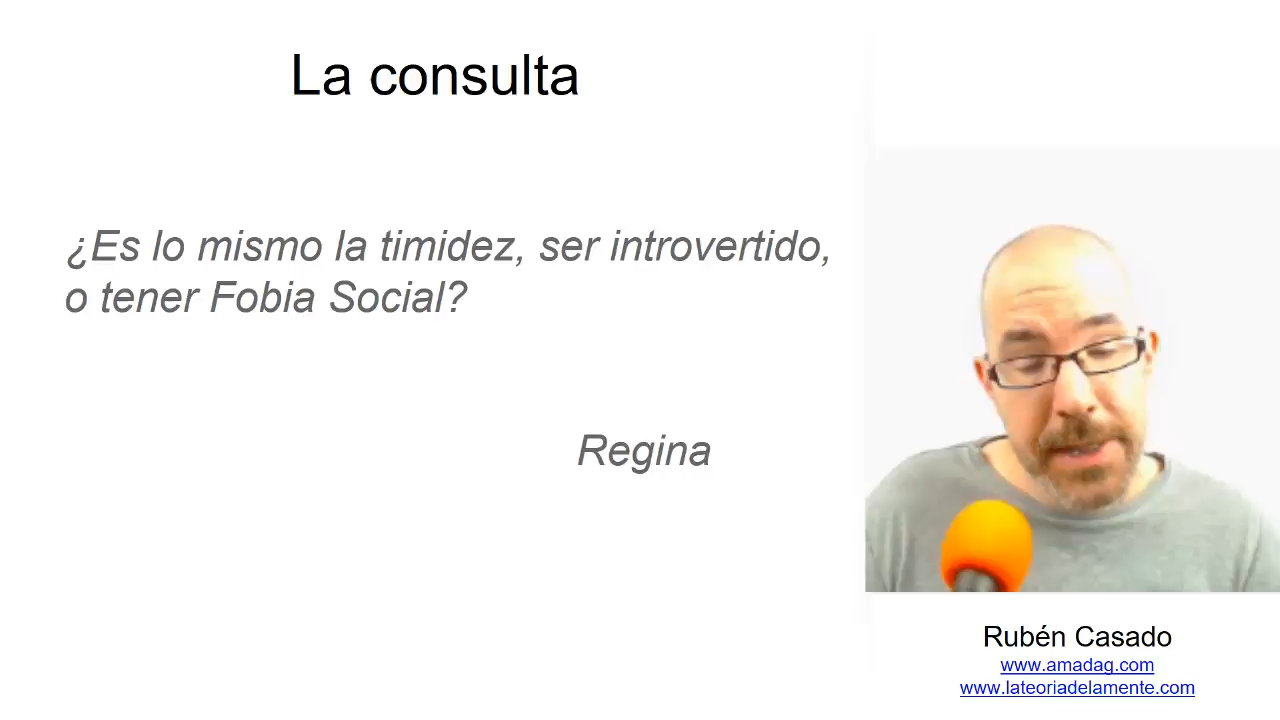 La consulta
¿Es lo mismo la timidez, ser introvertido,
o tener Fobia Social?
Regina
Rubén Casado
www.amadag.com
www.lateoriadelamente.com